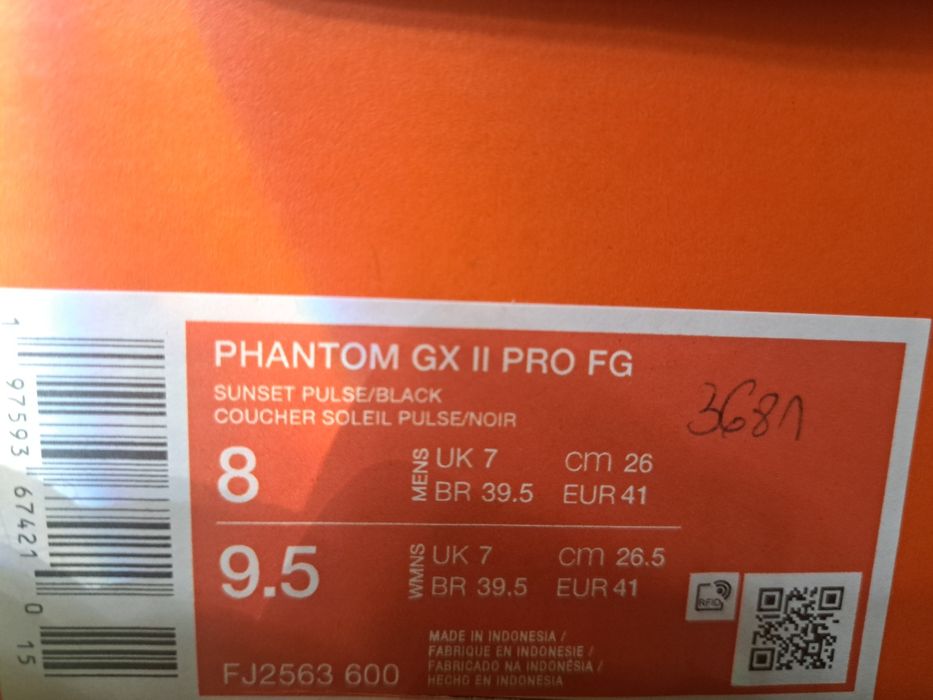 PHANTOM GX II PRO FG
SUNSET PULSE/BLACK
COUCHER SOLEIL PULSE/NOIR
8
MENS
UK 7
cm 26
BR 39.5
EUR 41
9.5
WMNS
UK 7
cm 26.5
BR 39.5
EUR 41
FJ2563 600
MADE IN INDONESIA /
FABRIQUE EN INDONESIE /
FABRICADO NA INDONÉSIA /
HECHO EN INDONESIA
RFID
1 97593 67421 0 15